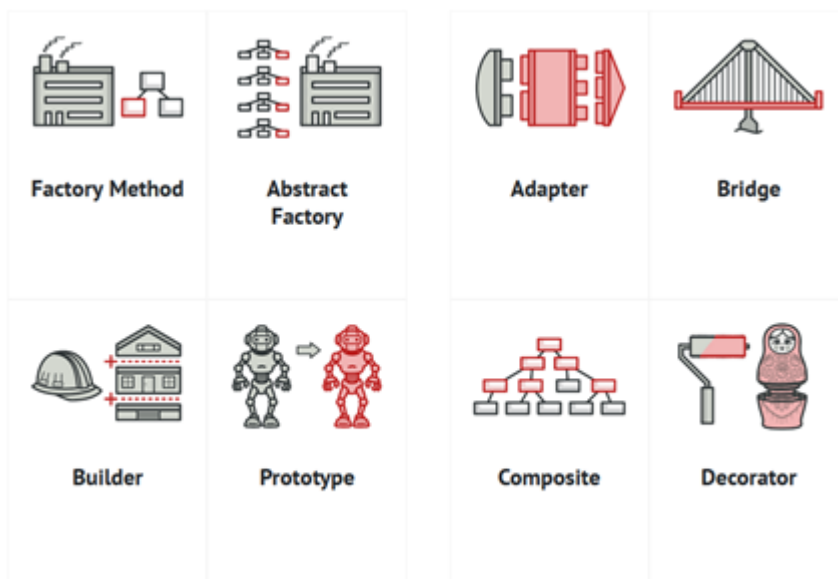 Factory Method
Abstract
Factory
Adapter
Bridge
Builder
Prototype
Composite
Decorator